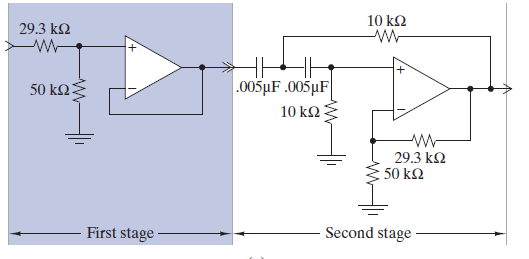 10 kΩ
29.3 kΩ
+
+
50 kΩ
−
.005μF .005μF
10 kΩ
−
29.3 kΩ
50 kΩ
First stage
Second stage